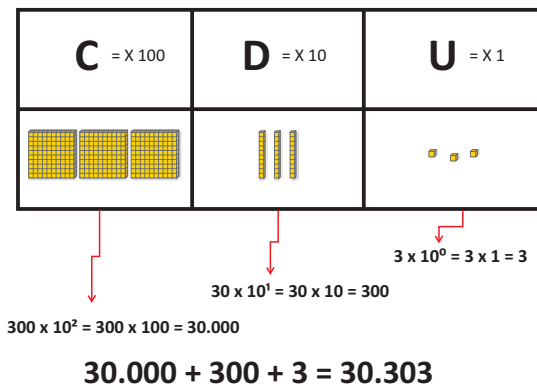 C = X 100 D = X 10 U = X 1
3 x 10⁰ = 3 x 1 = 3
30 x 10¹ = 30 x 10 = 300
300 x 10² = 300 x 100 = 30.000
30.000 + 300 + 3 = 30.303